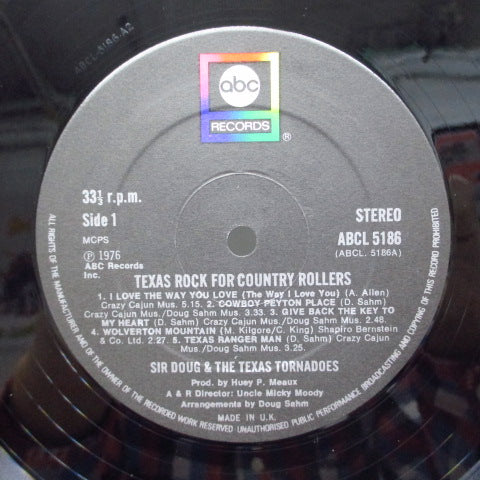 ABCL-5186-A2
abc
RECORDS
®
33⅓ r.p.m.
Side 1
MCPS
Ⓟ 1976
ABC Records
Inc.
STEREO
ABCL 5186
(ABCL. 5186A)
TEXAS ROCK FOR COUNTRY ROLLERS
1. I LOVE THE WAY YOU LOVE (The Way I Love You) (A. Allen)
Crazy Cajun Mus. 5.15. 2. COWBOY PEYTON PLACE (D. Sahm)
Crazy Cajun Mus./Doug Sahm Mus. 3.33. 3. GIVE BACK THE KEY TO
MY HEART (D. Sahm) Crazy Cajun Mus./Doug Sahm Mus. 2.48.
4. WOLVERTON MOUNTAIN (M. Kilgore/C. King) Shapiro Bernstein
& Co. Ltd. 2.27. 5. TEXAS RANGER MAN (D. Sahm) Crazy Cajun
Mus./Doug Sahm Mus. 3.25.
SIR DOUG & THE TEXAS TORNADOES
Prod. by Huey P. Meaux
A & R Director: Uncle Micky Moody
Arrangements by Doug Sahm
MADE IN U.K.
ALL RIGHTS OF THE MANUFACTURER AND OF THE OWNER OF THE RECORDED WORK RESERVED UNAUTHORISED PUBLIC PERFORMANCE BROADCASTING AND COPYING OF THIS RECORD PROHIBITED